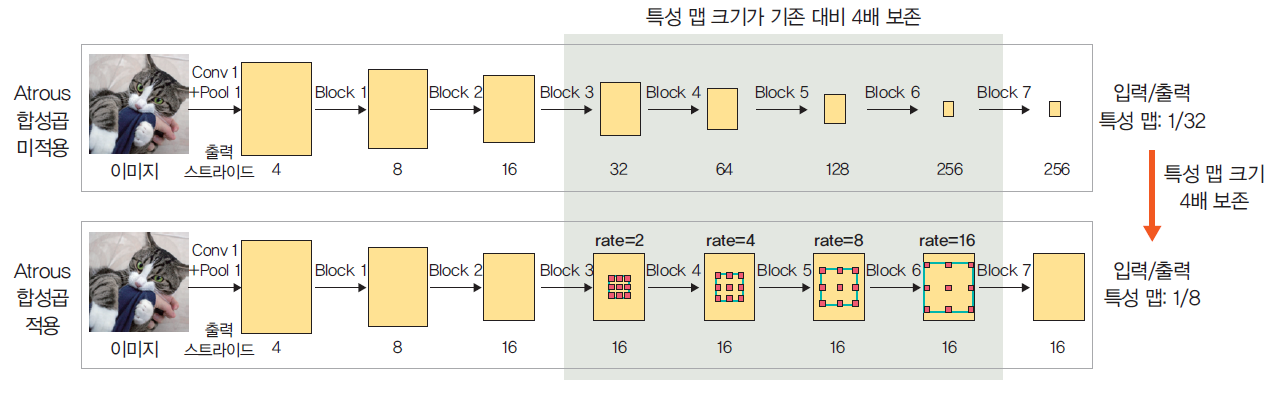 특성 맵 크기가 기존 대비 4배 보존
Atrous
합성곱
미적용
Conv 1
+Pool 1
Block 1
Block 2
Block 3
Block 4
Block 5
Block 6
Block 7
이미지
출력
스트라이드
4
8
16
32
64
128
256
256
입력/출력
특성 맵: 1/32
특성 맵 크기
4배 보존
Atrous
합성곱
적용
Conv 1
+Pool 1
Block 1
Block 2
Block 3
rate=2
Block 4
rate=4
Block 5
rate=8
Block 6
rate=16
Block 7
이미지
출력
스트라이드
4
8
16
16
16
16
16
16
입력/출력
특성 맵: 1/8